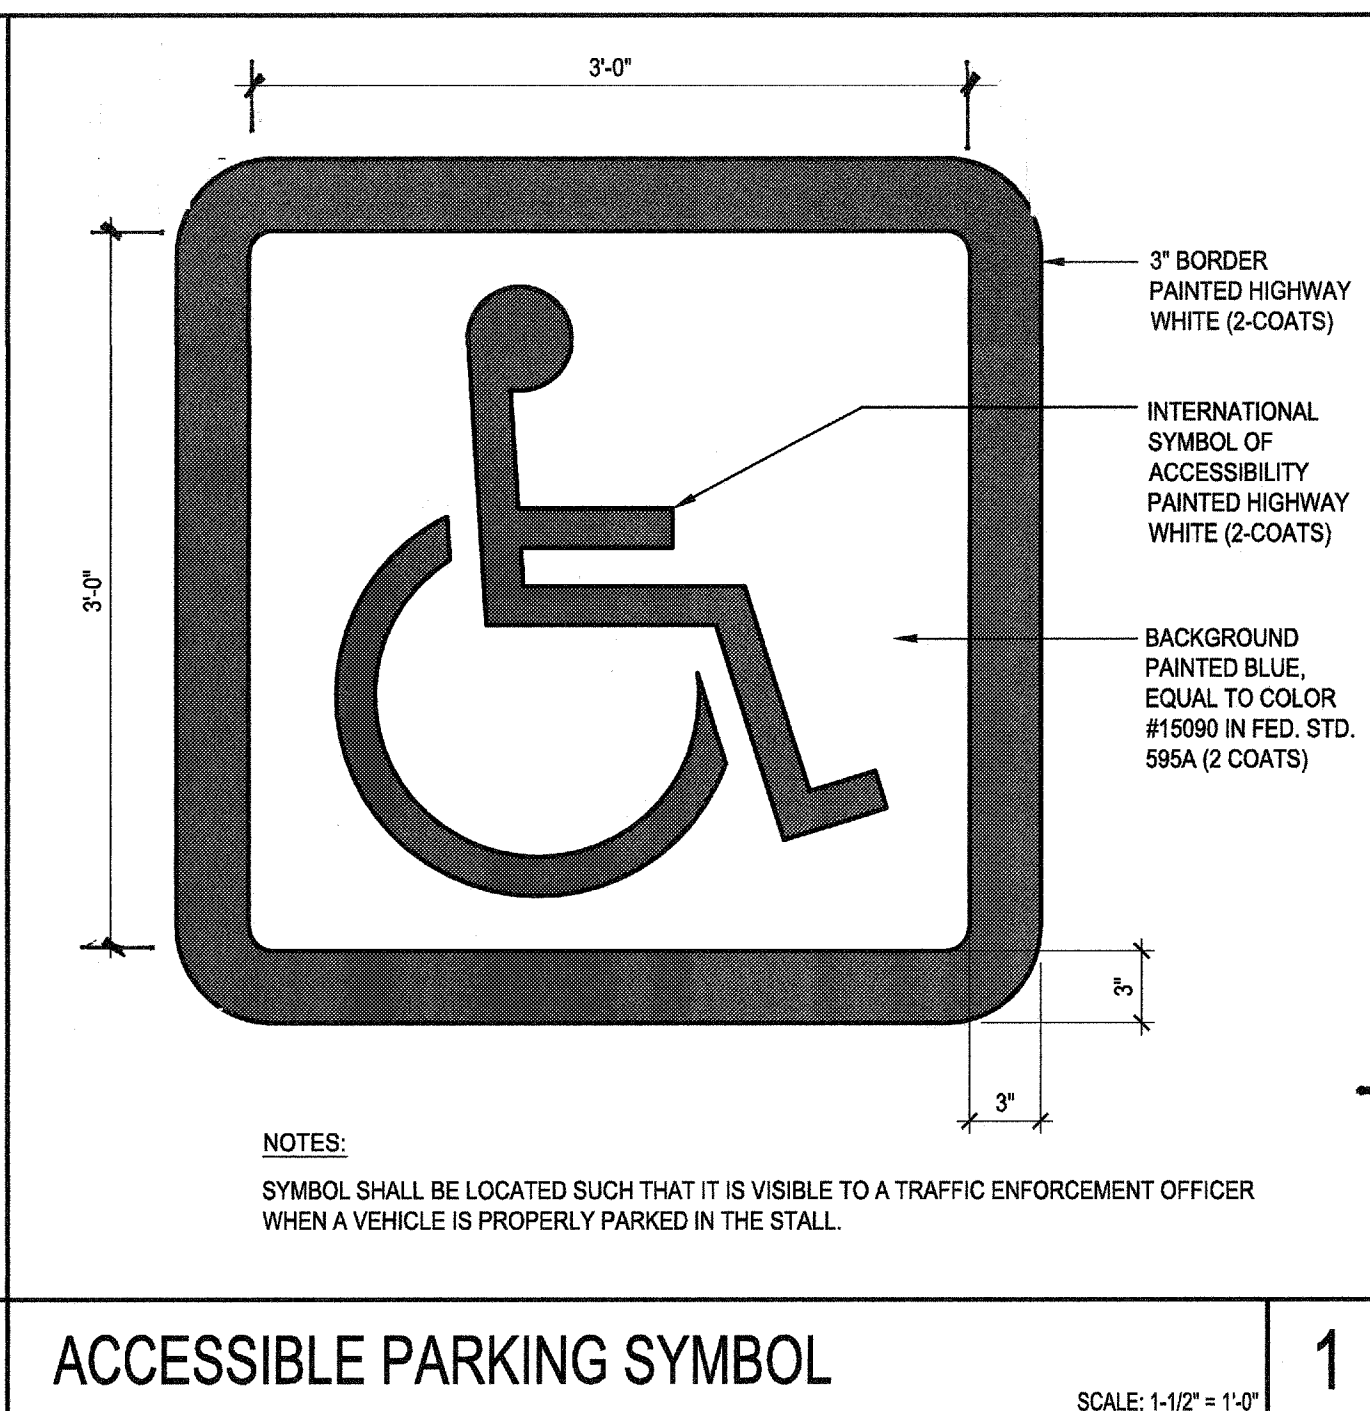 3'-0"
3" BORDER
PAINTED HIGHWAY
WHITE (2-COATS)
INTERNATIONAL
SYMBOL OF
ACCESSIBILITY
PAINTED HIGHWAY
WHITE (2-COATS)
3'-0"
BACKGROUND
PAINTED BLUE,
EQUAL TO COLOR
#15090 IN FED. STD.
595A (2 COATS)
3"
3"
NOTES:
SYMBOL SHALL BE LOCATED SUCH THAT IT IS VISIBLE TO A TRAFFIC ENFORCEMENT OFFICER
WHEN A VEHICLE IS PROPERLY PARKED IN THE STALL.
ACCESSIBLE PARKING SYMBOL
1
SCALE: 1-1/2" = 1'-0"